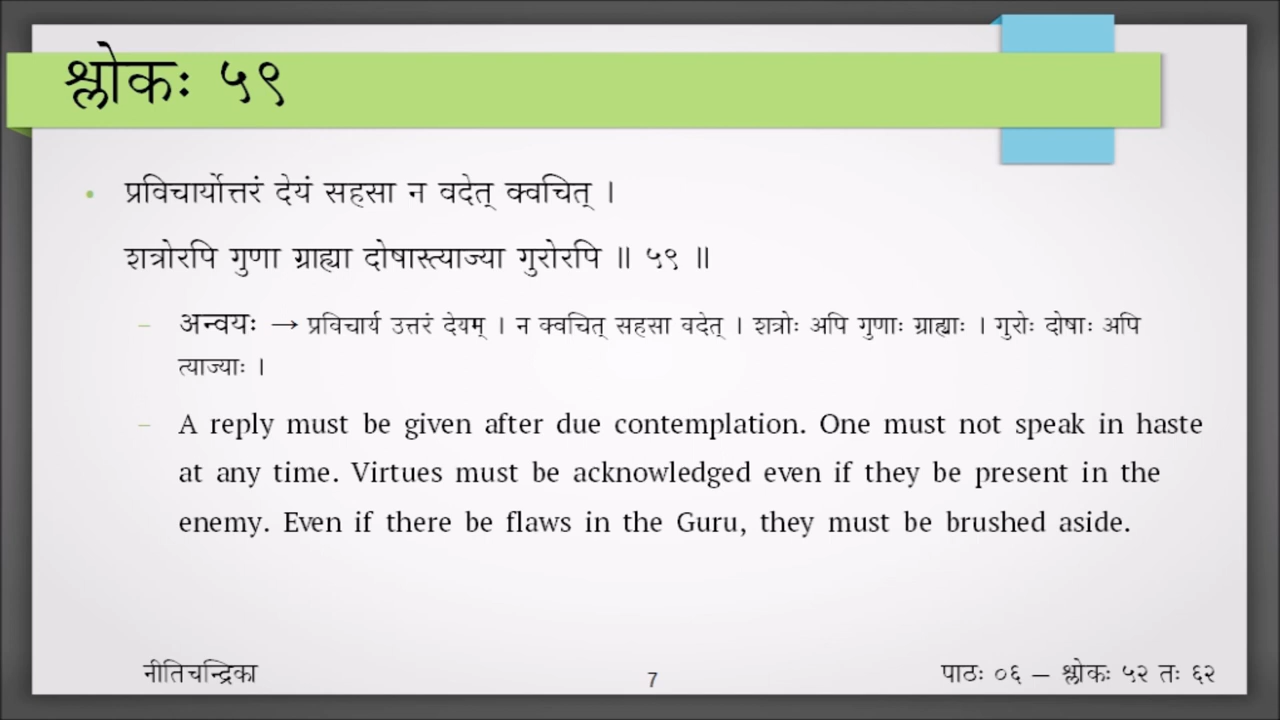 श्लोकः ५९
• प्रविचार्योत्तरं देयं सहसा न वदेत् क्वचित् ।
शत्रोरपि गुणा ग्राह्या दोषास्त्याज्या गुरोरपि ॥ ५९ ॥
– अन्वयः → प्रविचार्य उत्तरं देयम् । न क्वचित् सहसा वदेत् । शत्रोः अपि गुणाः ग्राह्याः । गुरोः दोषाः अपि
त्याज्याः ।
– A reply must be given after due contemplation. One must not speak in haste
at any time. Virtues must be acknowledged even if they be present in the
enemy. Even if there be flaws in the Guru, they must be brushed aside.
नीतिचन्द्रिका
7
पाठः ०६ – श्लोकः ५२ तः ६२